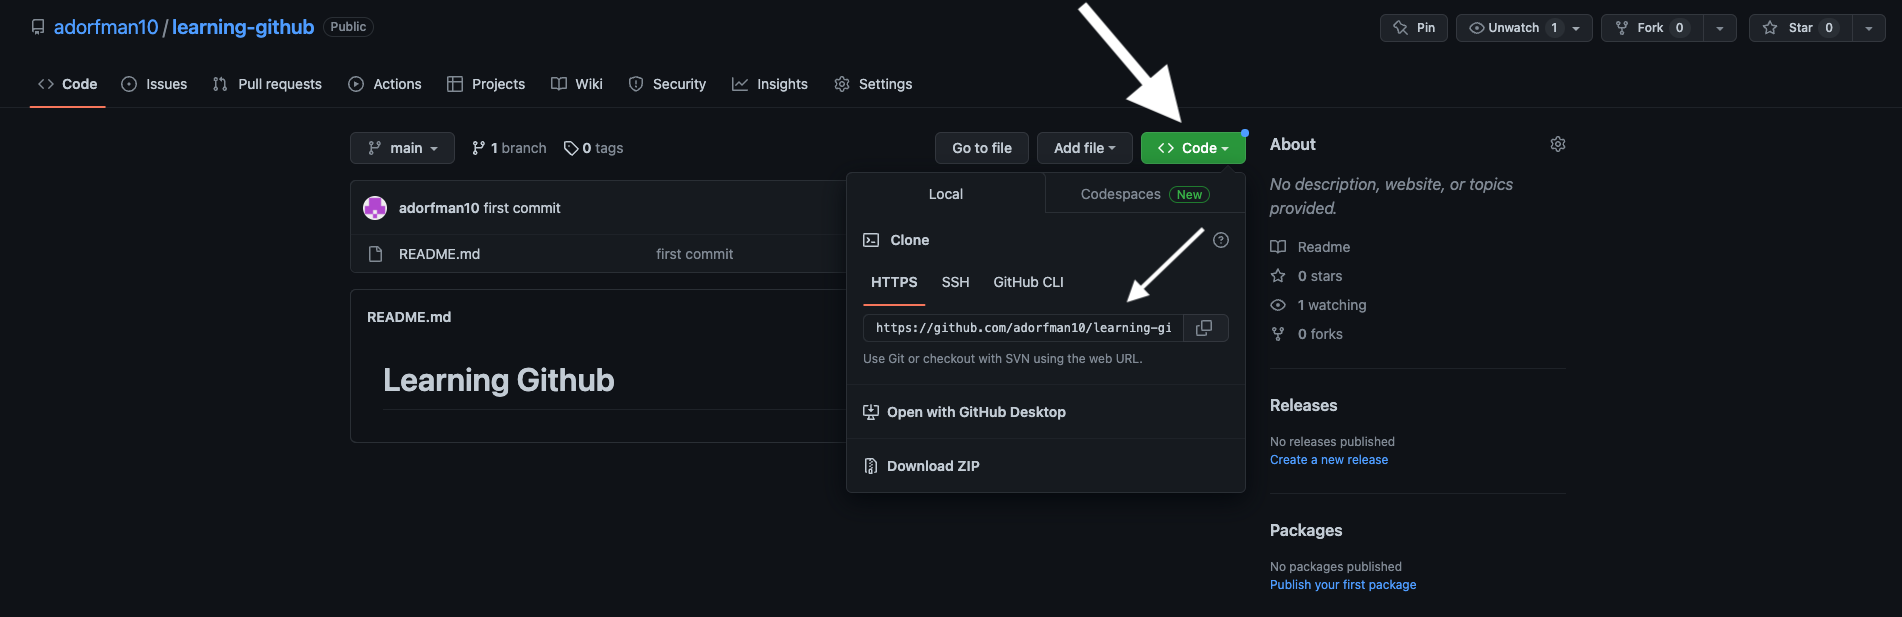 adorfman10 / learning-github Public
Pin Unwatch 1 Fork 0 Star 0
Code Issues Pull requests Actions Projects Wiki Security Insights Settings
main 1 branch 0 tags Go to file Add file Code
adorfman10 first commit
README.md first commit
README.md
Learning Github
Local Codespaces New
Clone
HTTPS SSH GitHub CLI
https://github.com/adorfman10/learning-gi
Use Git or checkout with SVN using the web URL.
Open with GitHub Desktop
Download ZIP
About
No description, website, or topics
provided.
Readme
0 stars
1 watching
0 forks
Releases
No releases published
Create a new release
Packages
No packages published
Publish your first package